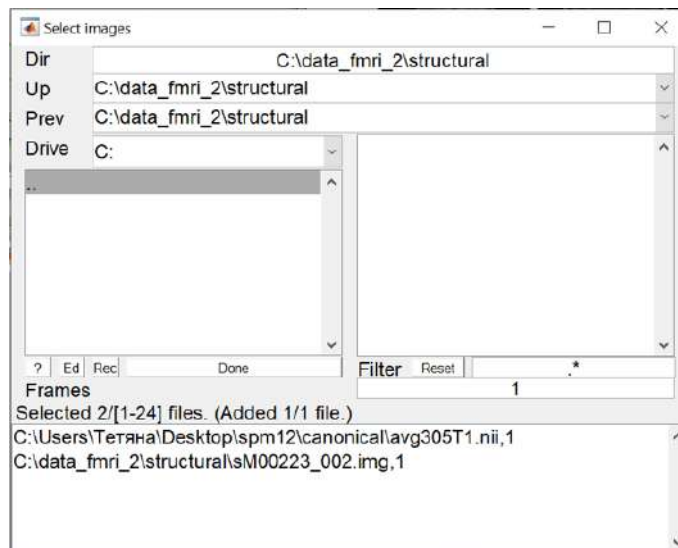 Select images
Dir C:\data_fmri_2\structural
Up C:\data_fmri_2\structural
Prev C:\data_fmri_2\structural
Drive C:
..
? Ed Rec Done Filter Reset .*
Frames 1
Selected 2/[1-24] files. (Added 1/1 file.)
C:\Users\Тетяна\Desktop\spm12\canonical\avg305T1.nii,1
C:\data_fmri_2\structural\sM00223_002.img,1